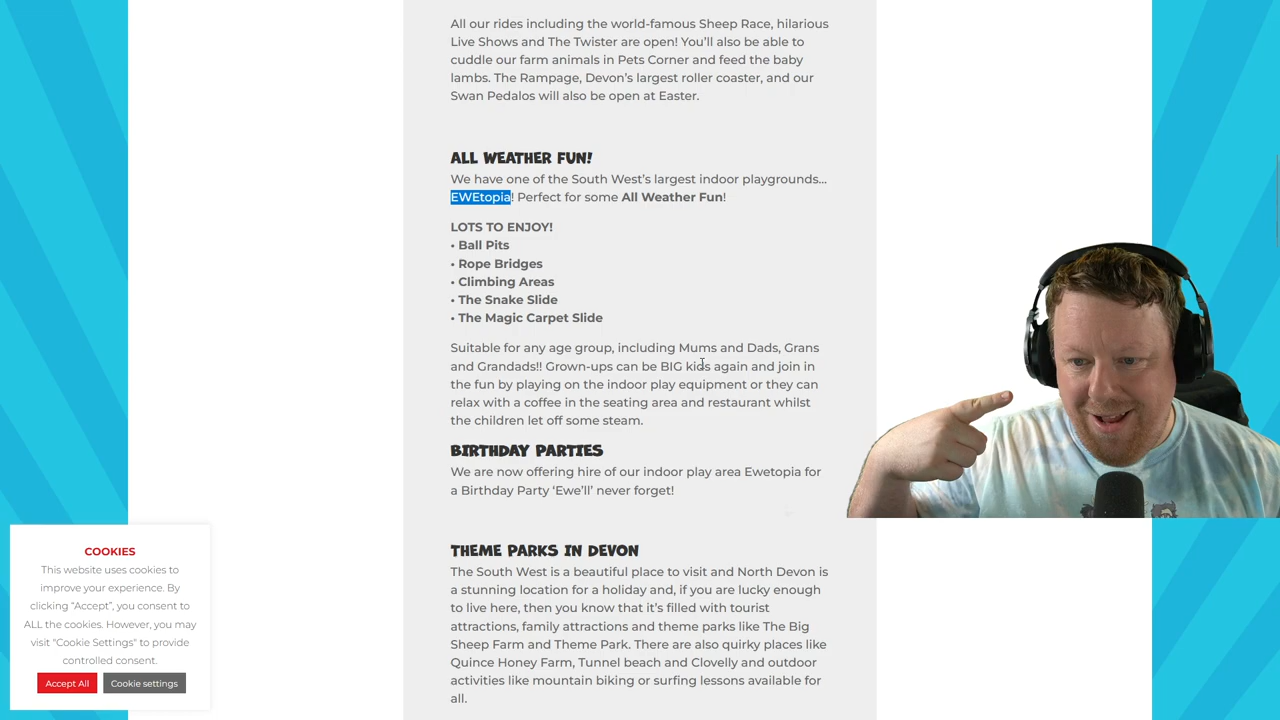 All our rides including the world-famous Sheep Race, hilarious
Live Shows and The Twister are open! You’ll also be able to
cuddle our farm animals in Pets Corner and feed the baby
lambs. The Rampage, Devon’s largest roller coaster, and our
Swan Pedalos will also be open at Easter.
ALL WEATHER FUN!
We have one of the South West’s largest indoor playgrounds…
EWEtopia! Perfect for some All Weather Fun!
LOTS TO ENJOY!
• Ball Pits
• Rope Bridges
• Climbing Areas
• The Snake Slide
• The Magic Carpet Slide
Suitable for any age group, including Mums and Dads, Grans
and Grandads!! Grown-ups can be BIG kids again and join in
the fun by playing on the indoor play equipment or they can
relax with a coffee in the seating area and restaurant whilst
the children let off some steam.
BIRTHDAY PARTIES
We are now offering hire of our indoor play area Ewetopia for
a Birthday Party ‘Ewe’ll’ never forget!
THEME PARKS IN DEVON
The South West is a beautiful place to visit and North Devon is
a stunning location for a holiday and, if you are lucky enough
to live here, then you know that it’s filled with tourist
attractions, family attractions and theme parks like The Big
Sheep Farm and Theme Park. There are also quirky places like
Quince Honey Farm, Tunnel beach and Clovelly and outdoor
activities like mountain biking or surfing lessons available for
all.
COOKIES
This website uses cookies to
improve your experience. By
clicking “Accept”, you consent to
ALL the cookies. However, you may
visit "Cookie Settings" to provide
controlled consent.
Accept All
Cookie settings